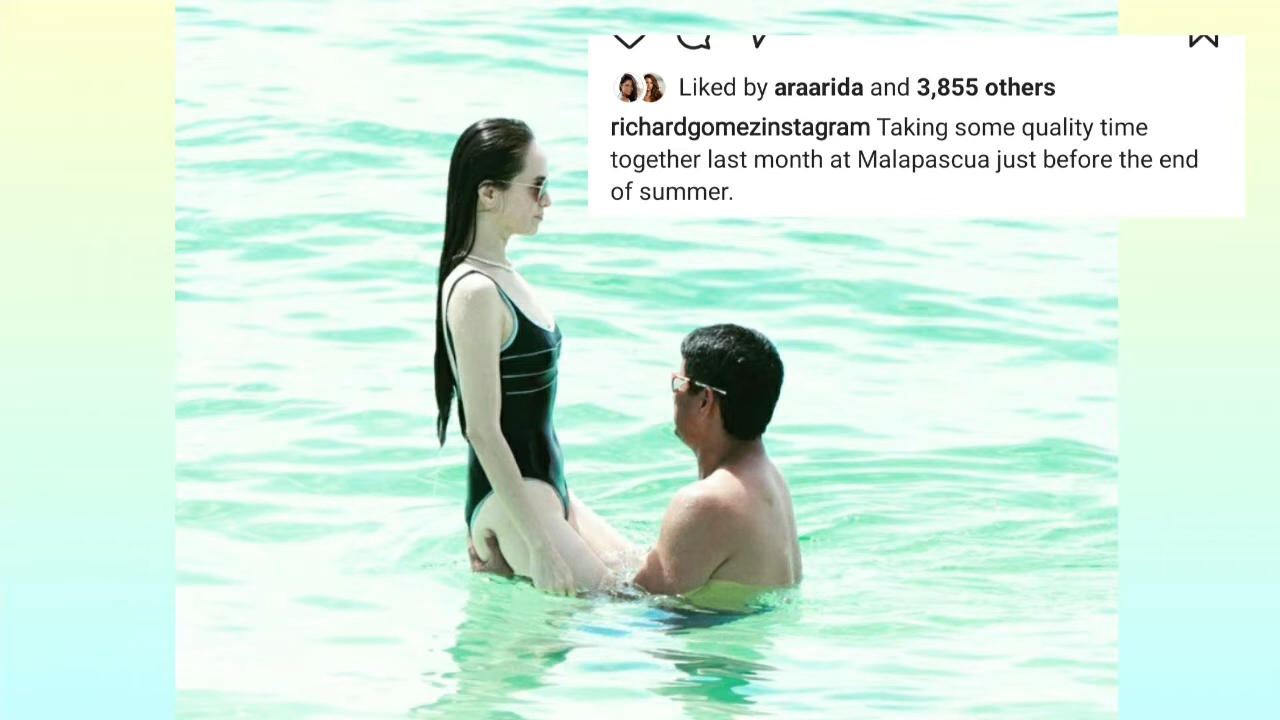 Liked by araarida and 3,855 others
richardgomezinstagram Taking some quality time
together last month at Malapascua just before the end
of summer.